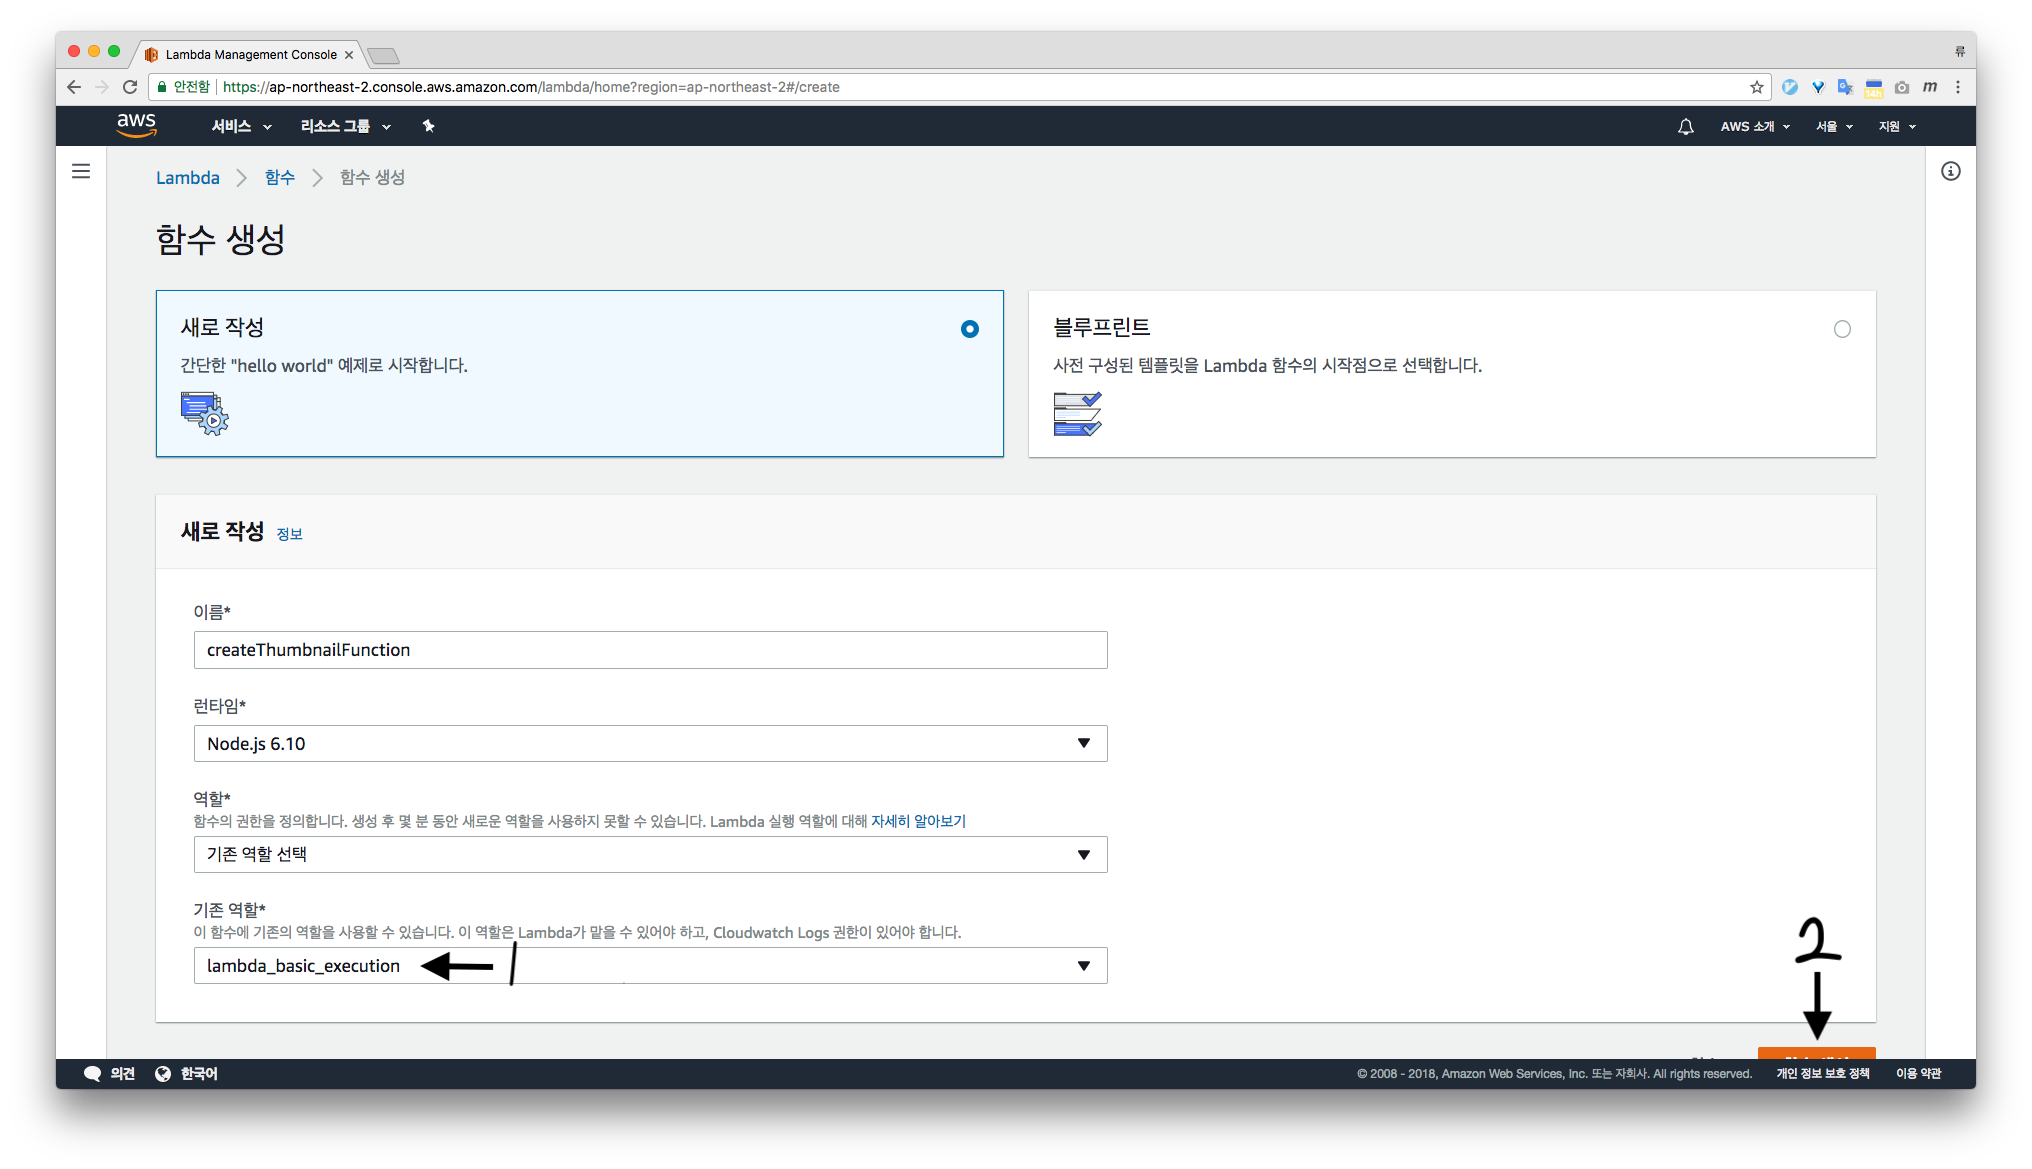 Lambda Management Console
류
안전함 https://ap-northeast-2.console.aws.amazon.com/lambda/home?region=ap-northeast-2#/create
14h
m
aws 서비스 리소스 그룹 AWS 소개 서울 지원
Lambda 함수 함수 생성
함수 생성
새로 작성
간단한 "hello world" 예제로 시작합니다.
블루프린트
사전 구성된 템플릿을 Lambda 함수의 시작점으로 선택합니다.
새로 작성 정보
이름*
createThumbnailFunction
런타임*
Node.js 6.10
역할*
함수의 권한을 정의합니다. 생성 후 몇 분 동안 새로운 역할을 사용하지 못할 수 있습니다. Lambda 실행 역할에 대해 자세히 알아보기
기존 역할 선택
기존 역할*
이 함수에 기존의 역할을 사용할 수 있습니다. 이 역할은 Lambda가 맡을 수 있어야 하고, Cloudwatch Logs 권한이 있어야 합니다.
lambda_basic_execution
1
2
의견 한국어 © 2008 - 2018, Amazon Web Services, Inc. 또는 자회사. All rights reserved. 개인 정보 보호 정책 이용 약관